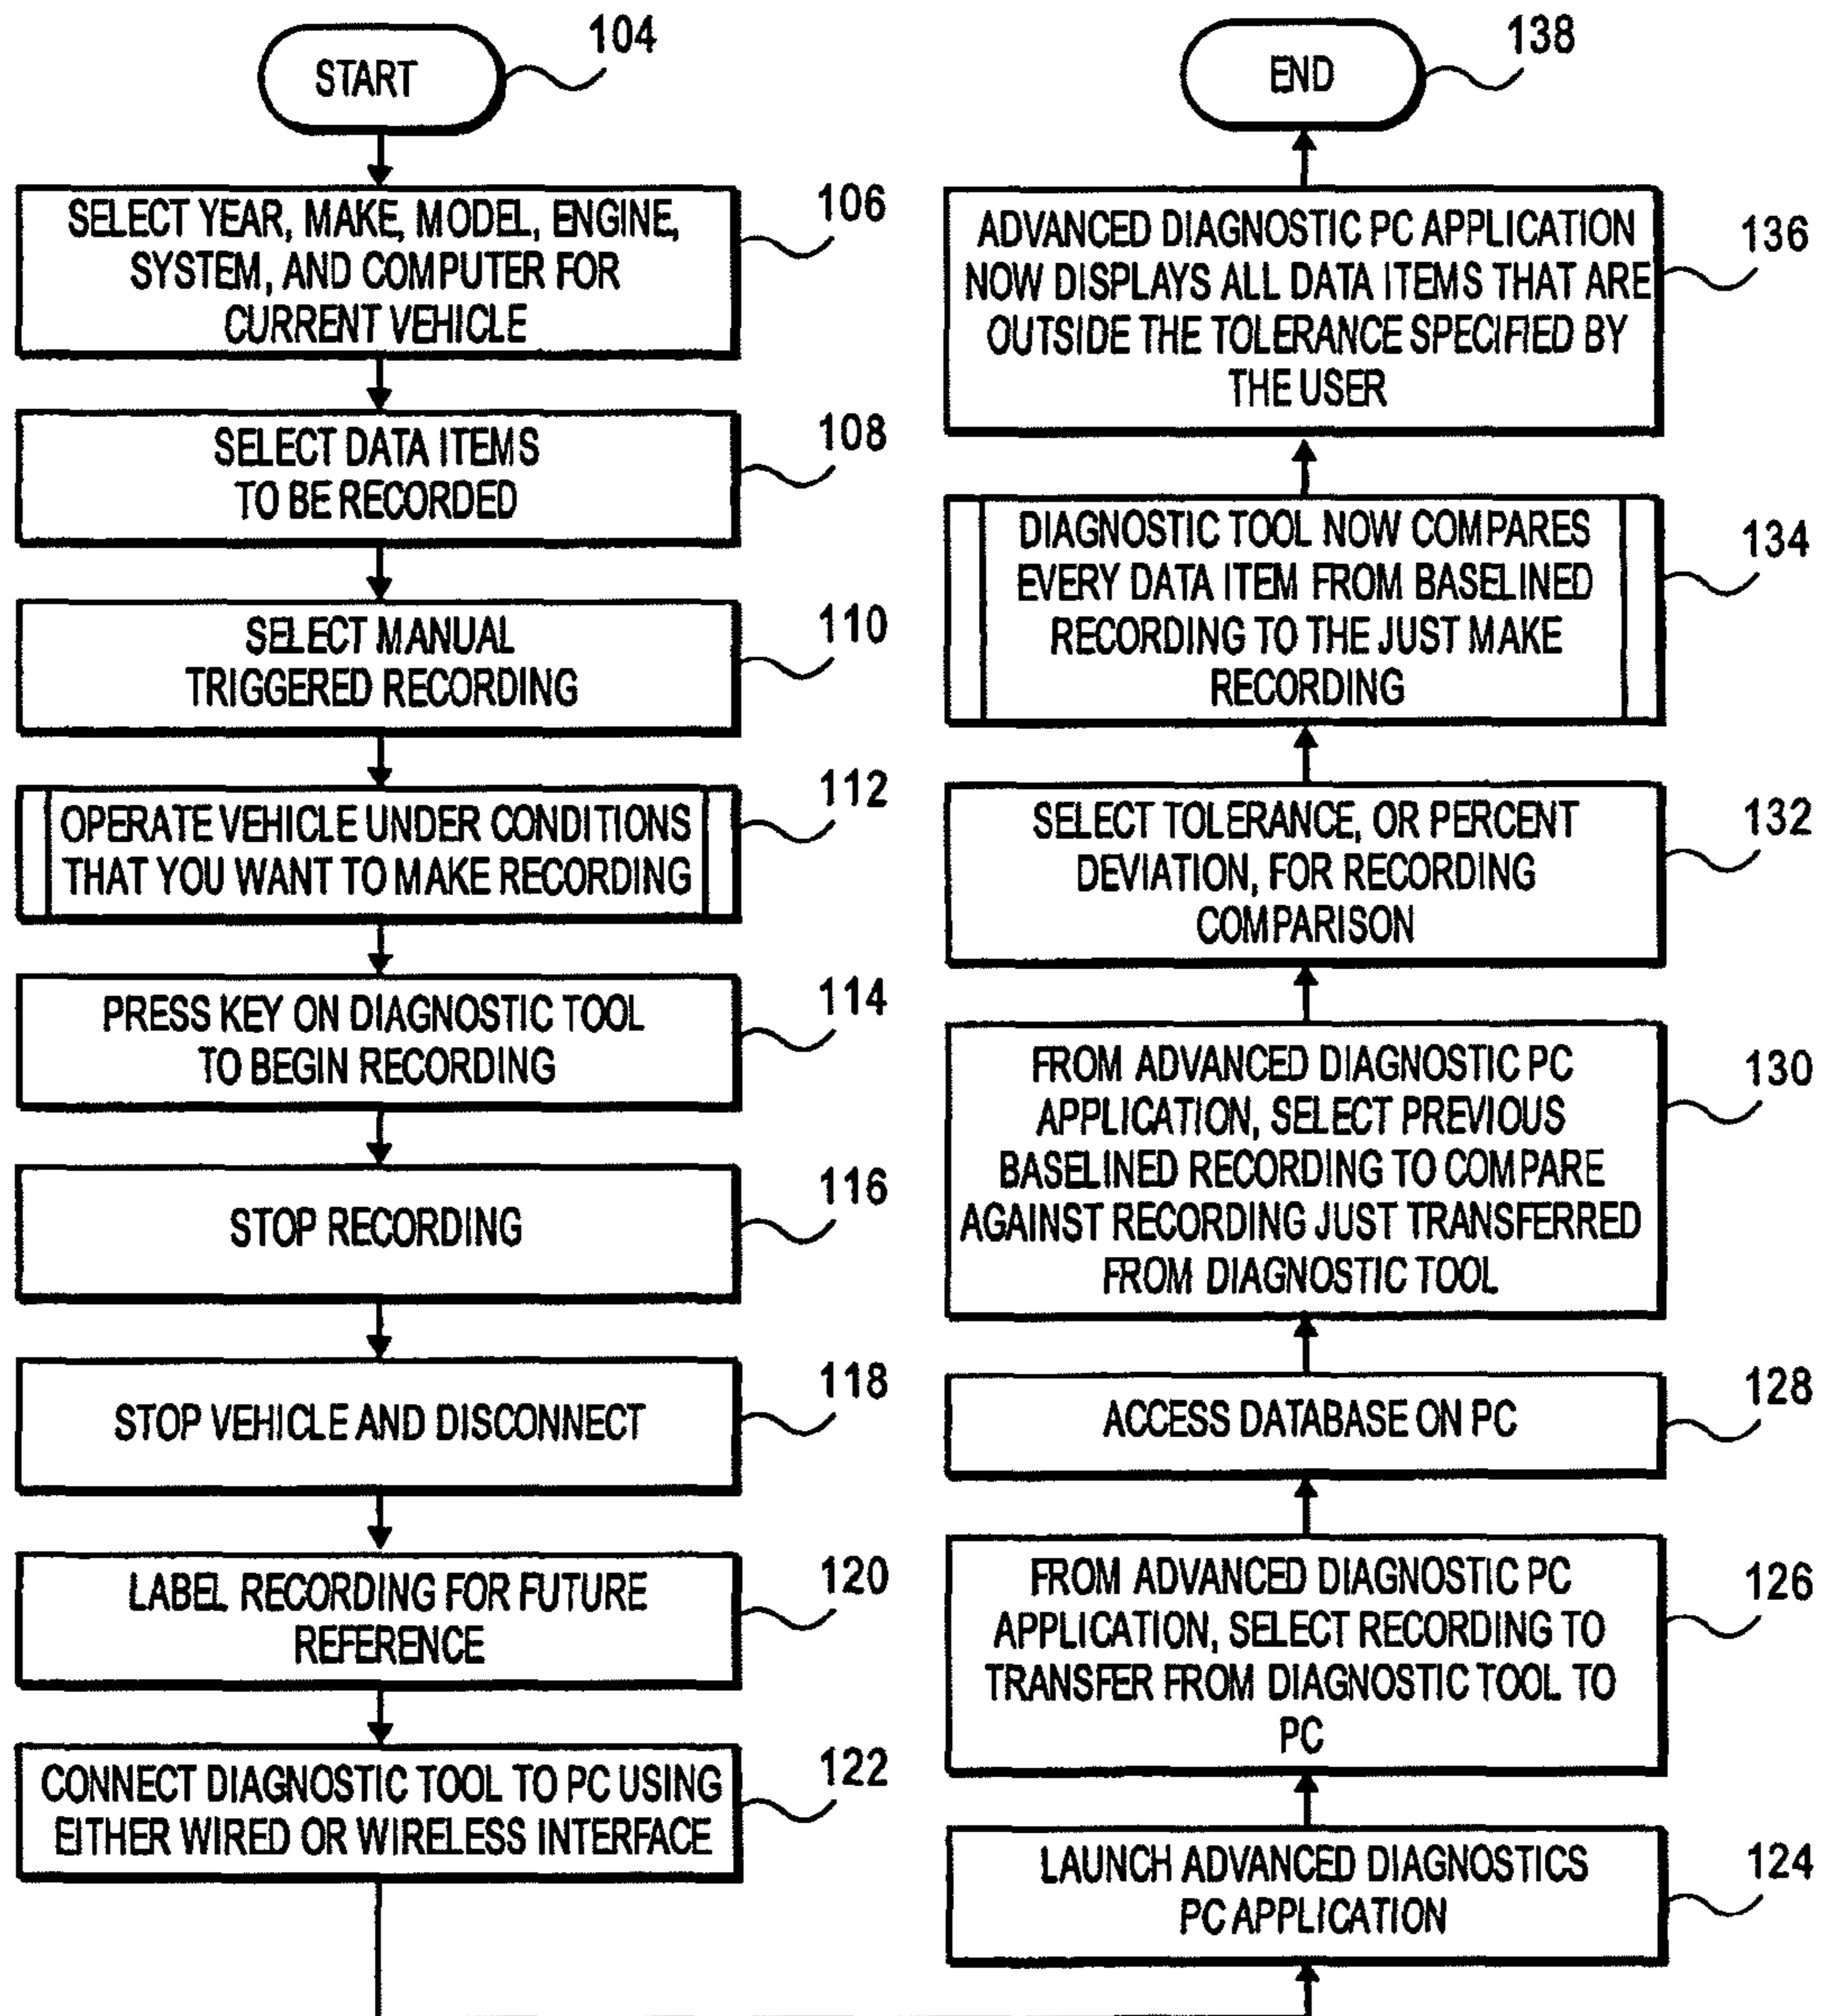 START
104
SELECT YEAR, MAKE, MODEL, ENGINE,
SYSTEM, AND COMPUTER FOR
CURRENT VEHICLE
106
SELECT DATA ITEMS
TO BE RECORDED
108
SELECT MANUAL
TRIGGERED RECORDING
110
OPERATE VEHICLE UNDER CONDITIONS
THAT YOU WANT TO MAKE RECORDING
112
PRESS KEY ON DIAGNOSTIC TOOL
TO BEGIN RECORDING
114
STOP RECORDING
116
STOP VEHICLE AND DISCONNECT
118
LABEL RECORDING FOR FUTURE
REFERENCE
120
CONNECT DIAGNOSTIC TOOL TO PC USING
EITHER WIRED OR WIRELESS INTERFACE
122
LAUNCH ADVANCED DIAGNOSTICS
PC APPLICATION
124
FROM ADVANCED DIAGNOSTIC PC
APPLICATION, SELECT RECORDING TO
TRANSFER FROM DIAGNOSTIC TOOL TO
PC
126
ACCESS DATABASE ON PC
128
FROM ADVANCED DIAGNOSTIC PC
APPLICATION, SELECT PREVIOUS
BASELINED RECORDING TO COMPARE
AGAINST RECORDING JUST TRANSFERRED
FROM DIAGNOSTIC TOOL
130
SELECT TOLERANCE, OR PERCENT
DEVIATION, FOR RECORDING
COMPARISON
132
DIAGNOSTIC TOOL NOW COMPARES
EVERY DATA ITEM FROM BASELINED
RECORDING TO THE JUST MAKE
RECORDING
134
ADVANCED DIAGNOSTIC PC APPLICATION
NOW DISPLAYS ALL DATA ITEMS THAT ARE
OUTSIDE THE TOLERANCE SPECIFIED BY
THE USER
136
END
138